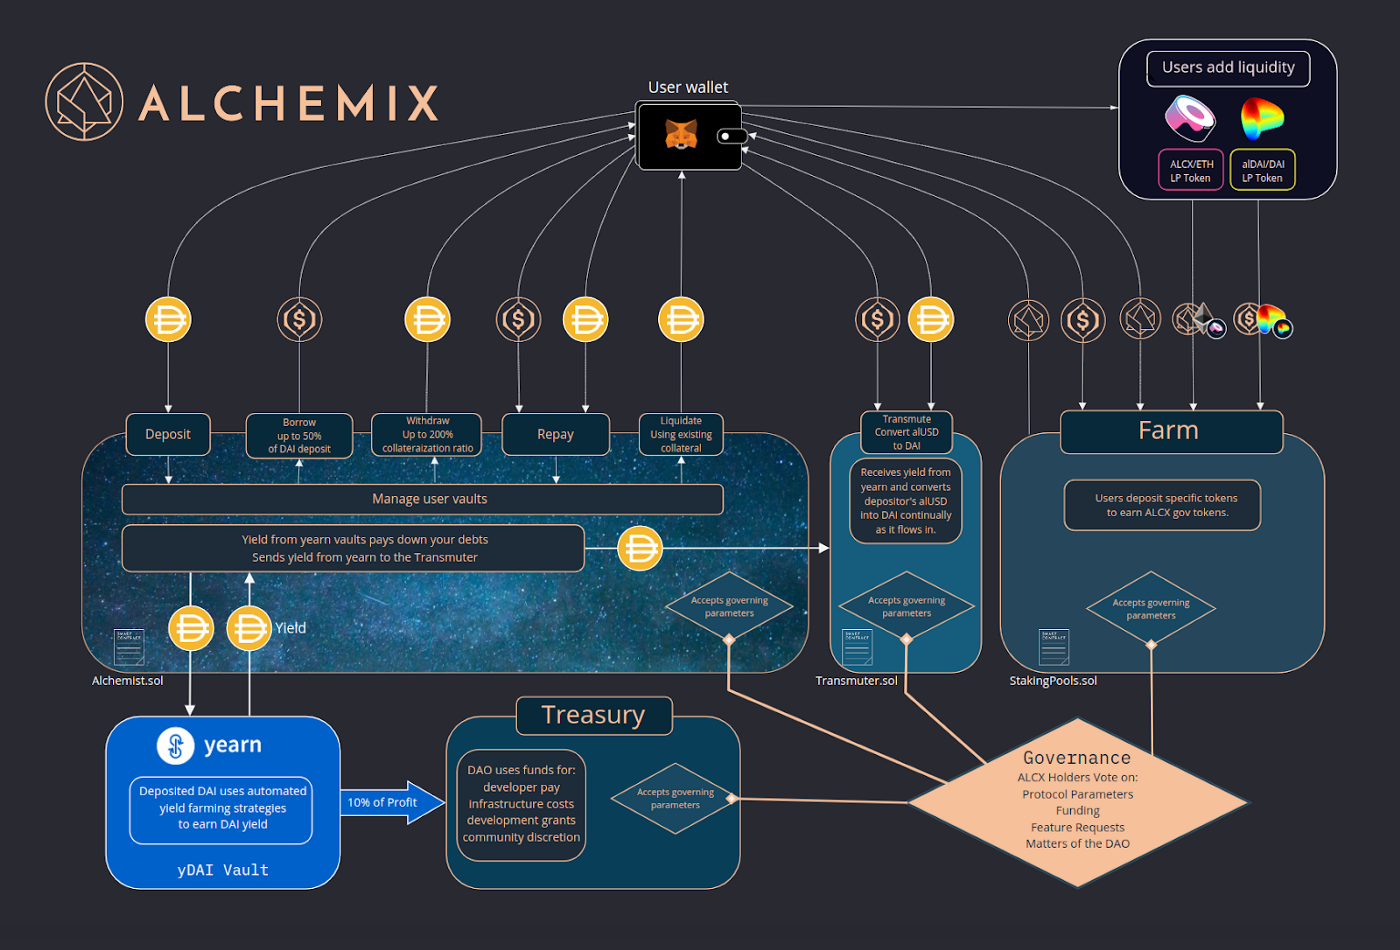 ALCHEMIX
User wallet
Users add liquidity
ALCX/ETH
LP Token
alDAI/DAI
LP Token
Deposit
Borrow
up to 50%
of DAI deposit
Withdraw
Up to 200%
collateraization ratio
Repay
Liquidate
Using existing
collateral
Transmute
Convert alUSD
to DAI
Farm
Manage user vaults
Yield from yearn vaults pays down your debts
Sends yield from yearn to the Transmuter
Receives yield from
yearn and converts
depositor's alUSD
into DAI continually
as it flows in.
Users deposit specific tokens
to earn ALCX gov tokens.
Accepts governing
parameters
Accepts governing
parameters
Accepts governing
parameters
Yield
SMART
CONTRACT
SMART
CONTRACT
SMART
CONTRACT
Alchemist.sol
Transmuter.sol
StakingPools.sol
yearn
Deposited DAI uses automated
yield farming strategies
to earn DAI yield
yDAI Vault
10% of Profit
Treasury
DAO uses funds for:
developer pay
infrastructure costs
development grants
community discretion
Accepts governing
parameters
Governance
ALCX Holders Vote on:
Protocol Parameters
Funding
Feature Requests
Matters of the DAO